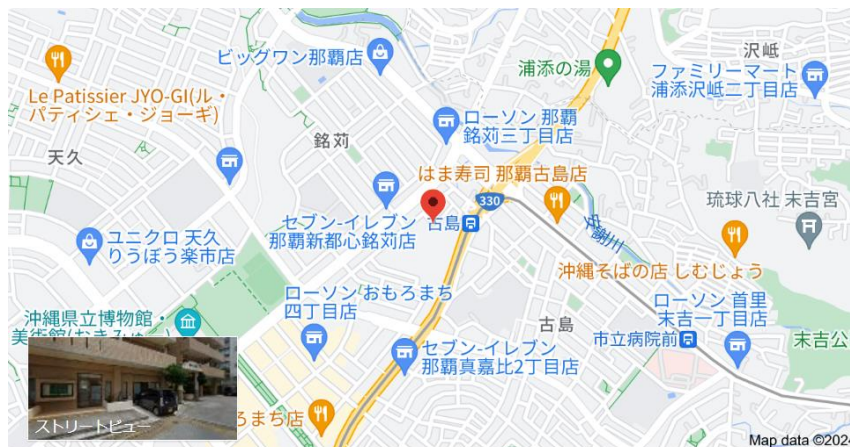 ビッグワン那覇店
沢岻
浦添の湯
ファミリーマート
浦添沢岻二丁目店
Le Patissier JYO-GI(ル・
パティシェ・ジョーギ)
ローソン 那覇
銘苅三丁目店
天久
銘苅
はま寿司 那覇古島店
330
琉球八社 末吉宮
セブン-イレブン
那覇新都心銘苅店
古島
安謝川
ユニクロ 天久
りうぼう楽市店
沖縄そばの店 しむじょう
ローソン おもろまち
四丁目店
ローソン 首里
末吉一丁目店
沖縄県立博物館・
美術館(おきみゅー)
古島
市立病院前
末吉公
セブン-イレブン
那覇真嘉比2丁目店
ろまち店
ストリートビュー
Map data ©202